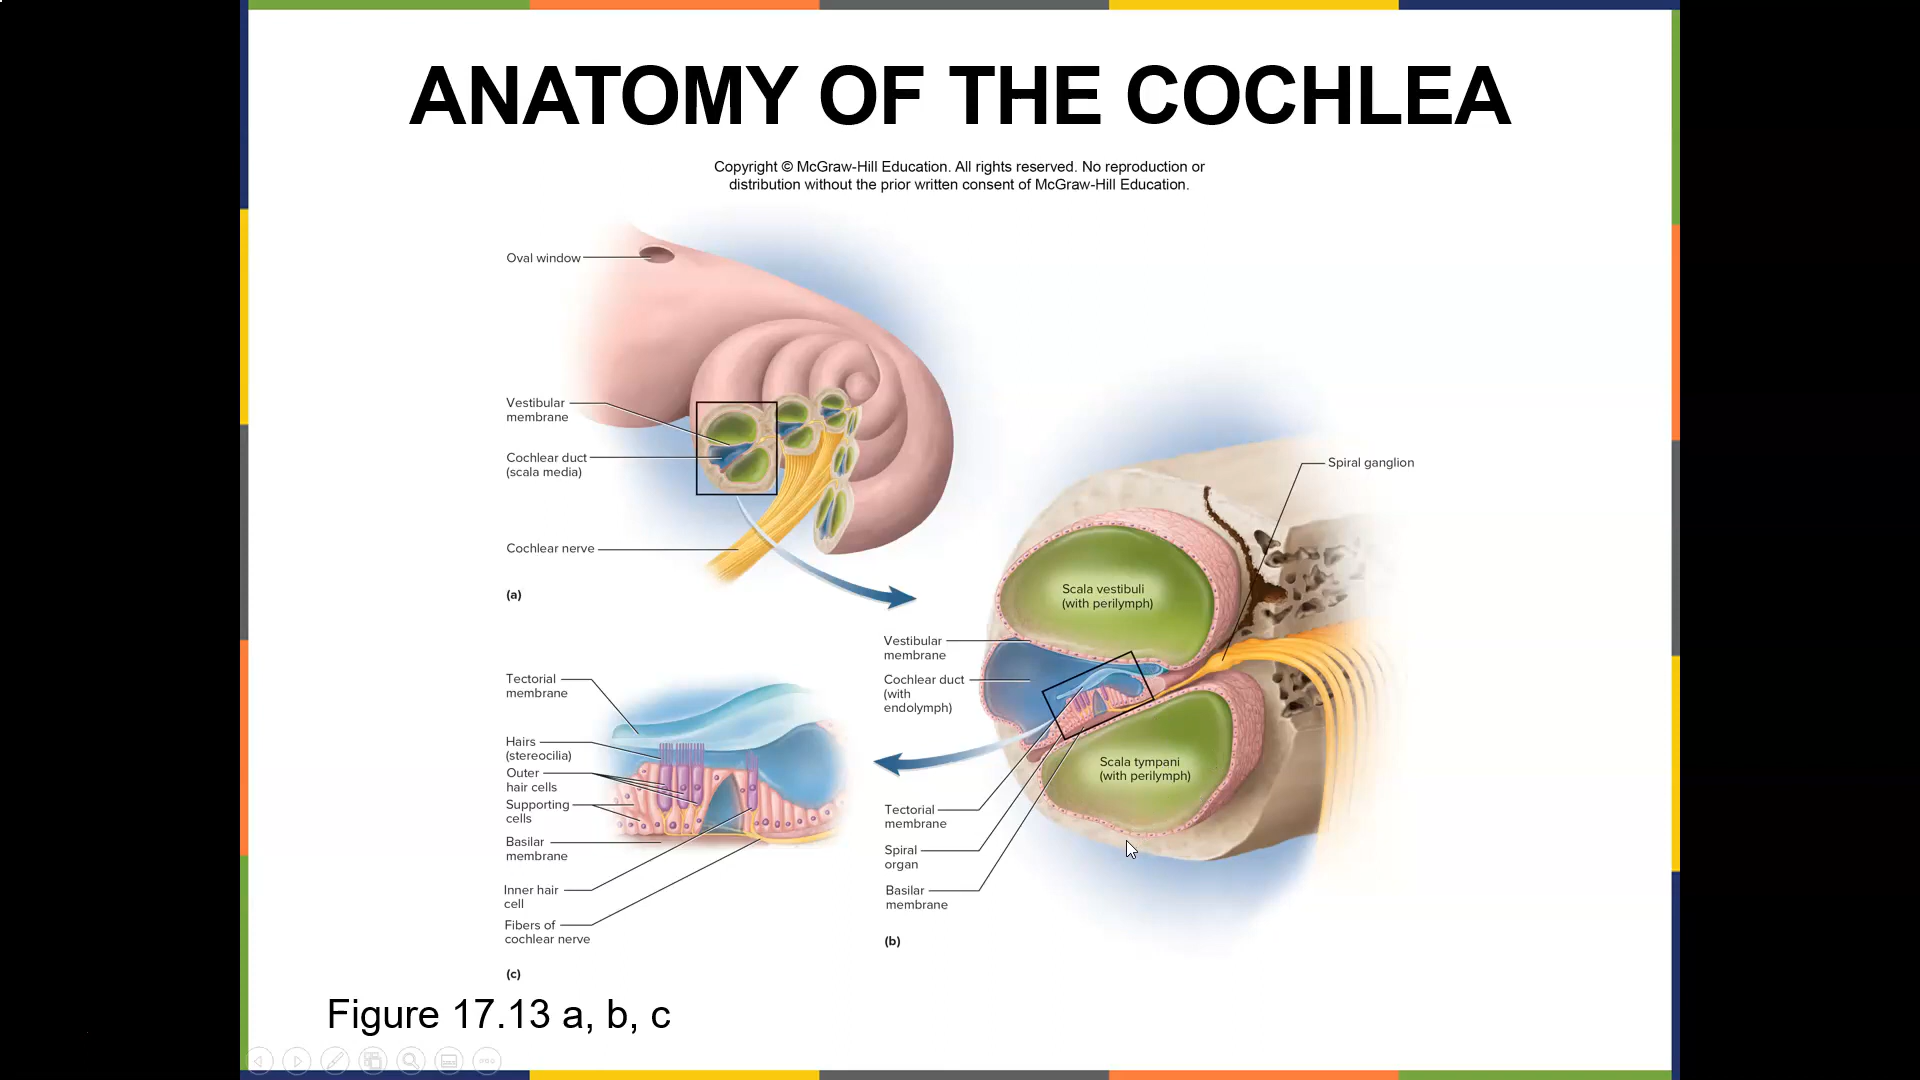 ANATOMY OF THE COCHLEA
Copyright © McGraw-Hill Education. All rights reserved. No reproduction or
distribution without the prior written consent of McGraw-Hill Education.
Oval window
Vestibular
membrane
Cochlear duct
(scala media)
Cochlear nerve
(a)
Spiral ganglion
Scala vestibuli
(with perilymph)
Vestibular
membrane
Cochlear duct
(with
endolymph)
Scala tympani
(with perilymph)
Tectorial
membrane
Spiral
organ
Basilar
membrane
(b)
Tectorial
membrane
Hairs
(stereocilia)
Outer
hair cells
Supporting
cells
Basilar
membrane
Inner hair
cell
Fibers of
cochlear nerve
(c)
Figure 17.13 a, b, c